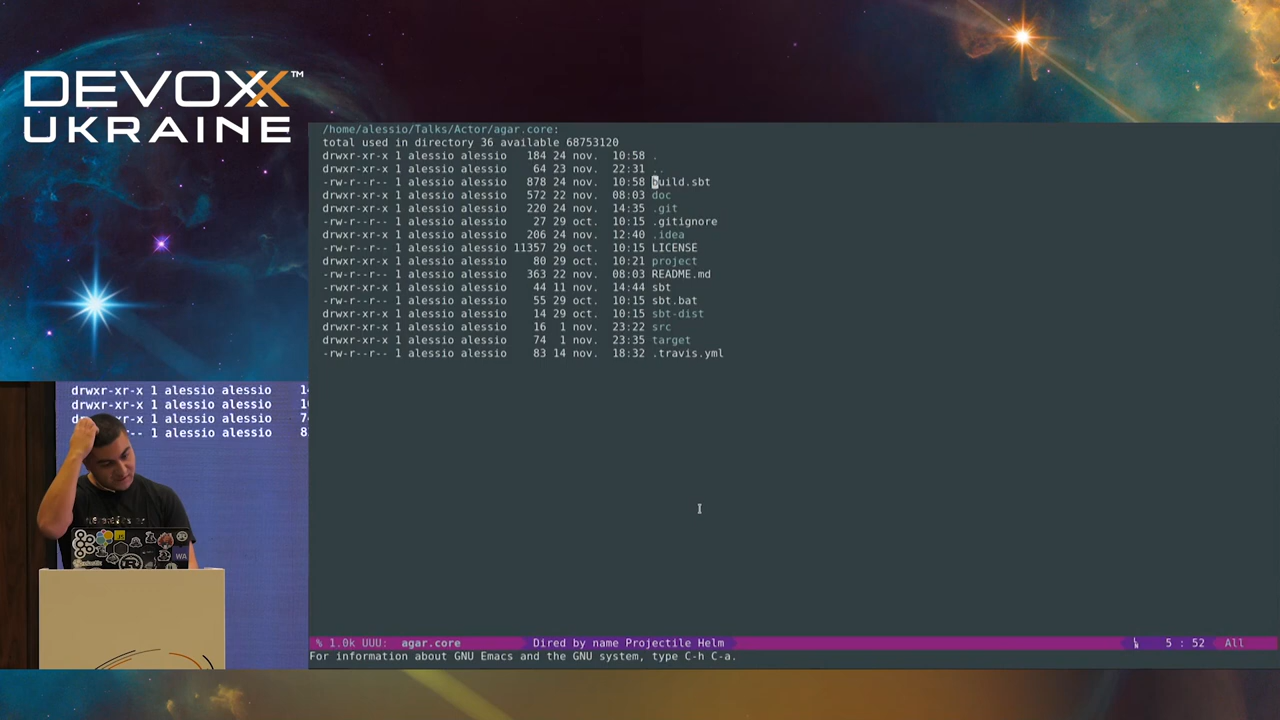 DEVOXX™
UKRAINE
/home/alessio/Talks/Actor/agar.core:
total used in directory 36 available 68753120
drwxr-xr-x 1 alessio alessio 184 24 nov. 10:58 .
drwxr-xr-x 1 alessio alessio 64 23 nov. 22:31 ..
-rw-r--r-- 1 alessio alessio 878 24 nov. 10:58 build.sbt
drwxr-xr-x 1 alessio alessio 572 22 nov. 08:03 doc
drwxr-xr-x 1 alessio alessio 220 24 nov. 14:35 .git
-rw-r--r-- 1 alessio alessio 27 29 oct. 10:15 .gitignore
drwxr-xr-x 1 alessio alessio 206 24 nov. 12:40 .idea
-rw-r--r-- 1 alessio alessio 11357 29 oct. 10:15 LICENSE
drwxr-xr-x 1 alessio alessio 80 29 oct. 10:21 project
-rw-r--r-- 1 alessio alessio 363 22 nov. 08:03 README.md
-rwxr-xr-x 1 alessio alessio 44 11 nov. 14:44 sbt
-rw-r--r-- 1 alessio alessio 55 29 oct. 10:15 sbt.bat
drwxr-xr-x 1 alessio alessio 14 29 oct. 10:15 sbt-dist
drwxr-xr-x 1 alessio alessio 16 1 nov. 23:22 src
drwxr-xr-x 1 alessio alessio 74 1 nov. 23:35 target
-rw-r--r-- 1 alessio alessio 83 14 nov. 18:32 .travis.yml
% 1.0k UUU: agar.core Dired by name Projectile Helm 5 : 52 All
For information about GNU Emacs and the GNU system, type C-h C-a.
drwxr-xr-x 1 alessio alessio 1
drwxr-xr-x 1 alessio alessio 1
drwxr-xr-x 1 alessio alessio 7
-- 1 alessio alessio 8
JS
WA